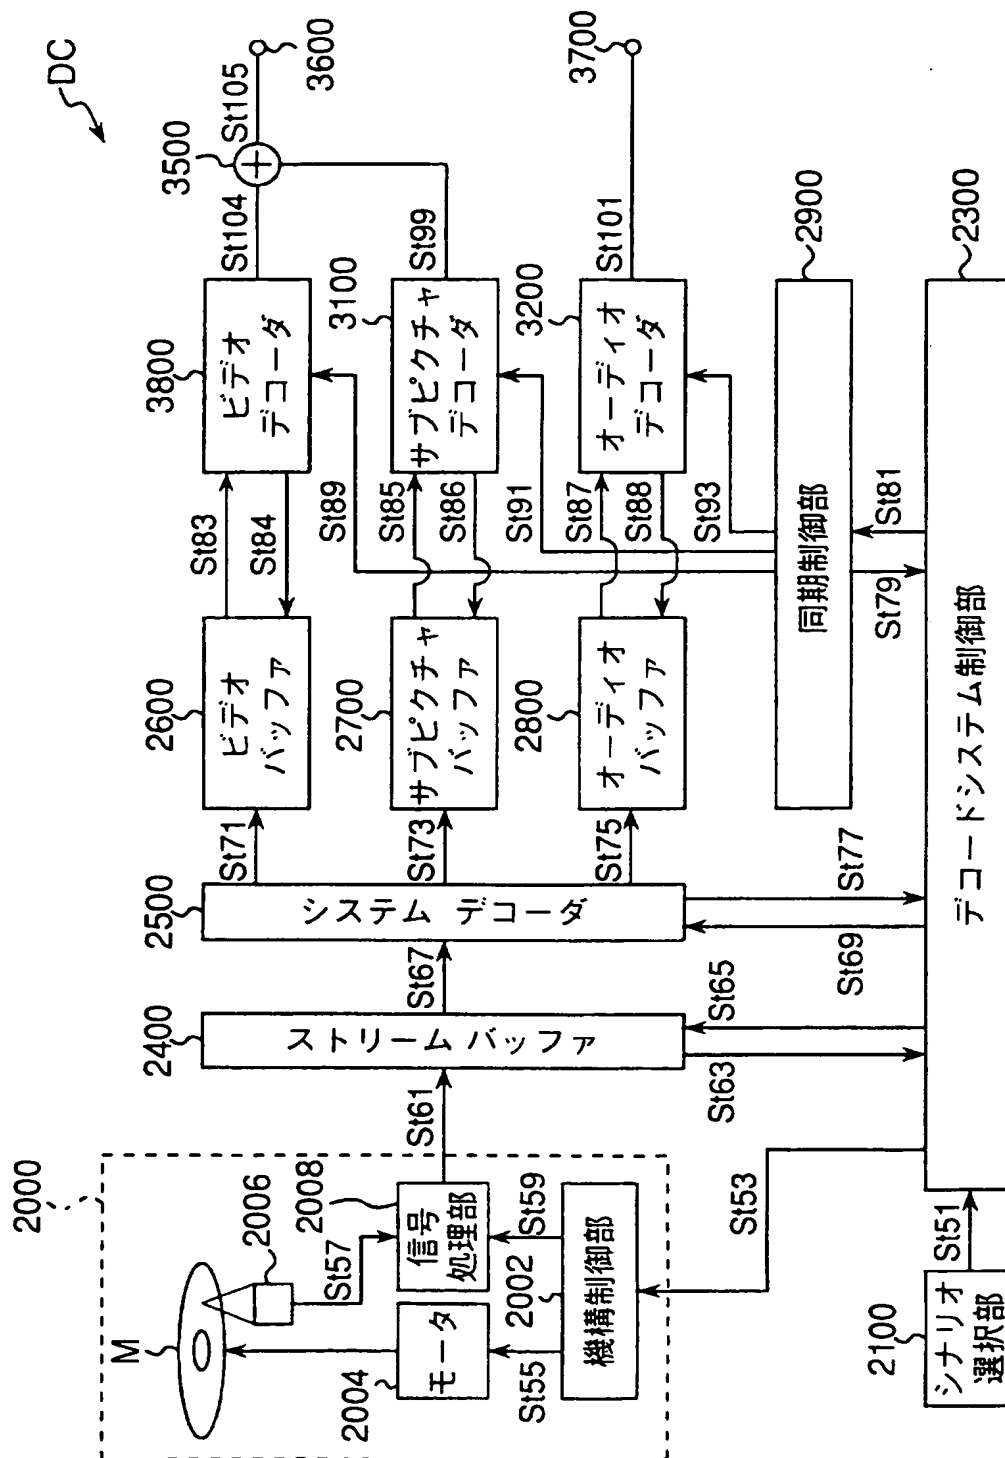 DC
2000
M
2006
St57
2008
信号
処理部
2004
モータ
St55
2002
St59
機構制御部
St61
2400
ストリームバッファ
St67
2500
システム デコーダ
St71
St73
St75
2600
ビデオ
バッファ
2700
サブピクチャ
バッファ
2800
オーディオ
バッファ
St83
St84
St89
St85
St86
St91
St87
St88
St93
3800
ビデオ
デコーダ
3100
サブピクチャ
デコーダ
3200
オーディオ
デコーダ
St104
3500
St105
3600
St99
St101
3700
同期制御部
2900
St53
St63
St65
St69
St77
St79
St81
2100
シナリオ
選択部
St51
デコードシステム制御部
2300